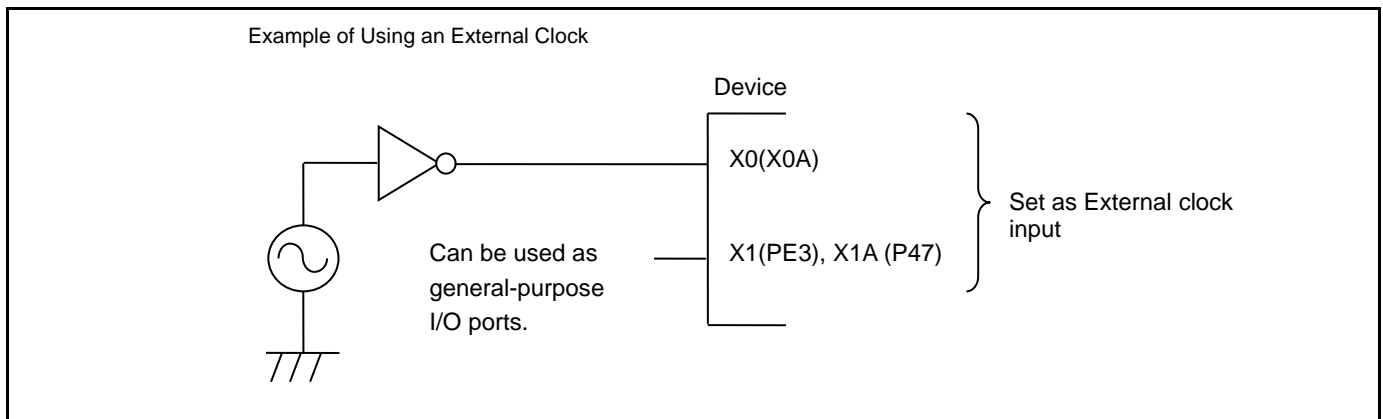 Example of Using an External Clock
Device
X0(X0A)
Can be used as
general-purpose
I/O ports.
X1(PE3), X1A (P47)
Set as External clock
input